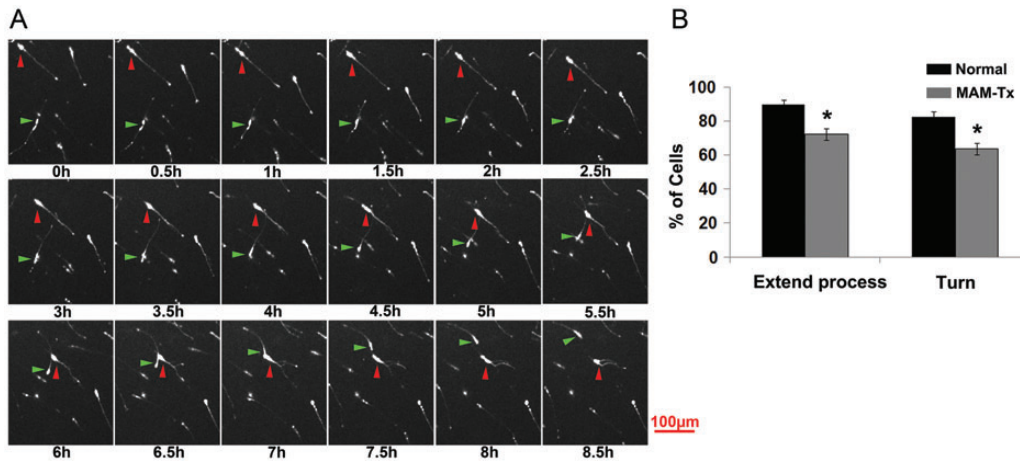 A
0h 0.5h 1h 1.5h 2h 2.5h
3h 3.5h 4h 4.5h 5h 5.5h
6h 6.5h 7h 7.5h 8h 8.5h
100µm
B
Normal
MAM-Tx
% of Cells
100
80
60
40
20
0
* *
Extend process Turn